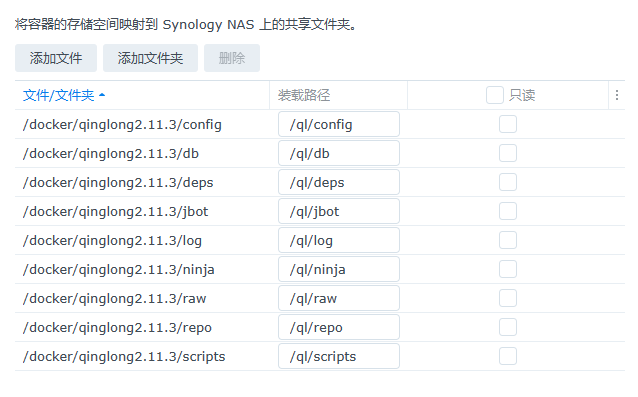 将容器的存储空间映射到 Synology NAS 上的共享文件夹。
添加文件 添加文件夹 删除
文件/文件夹 装载路径 只读
/docker/qinglong2.11.3/config /ql/config
/docker/qinglong2.11.3/db /ql/db
/docker/qinglong2.11.3/deps /ql/deps
/docker/qinglong2.11.3/jbot /ql/jbot
/docker/qinglong2.11.3/log /ql/log
/docker/qinglong2.11.3/ninja /ql/ninja
/docker/qinglong2.11.3/raw /ql/raw
/docker/qinglong2.11.3/repo /ql/repo
/docker/qinglong2.11.3/scripts /ql/scripts